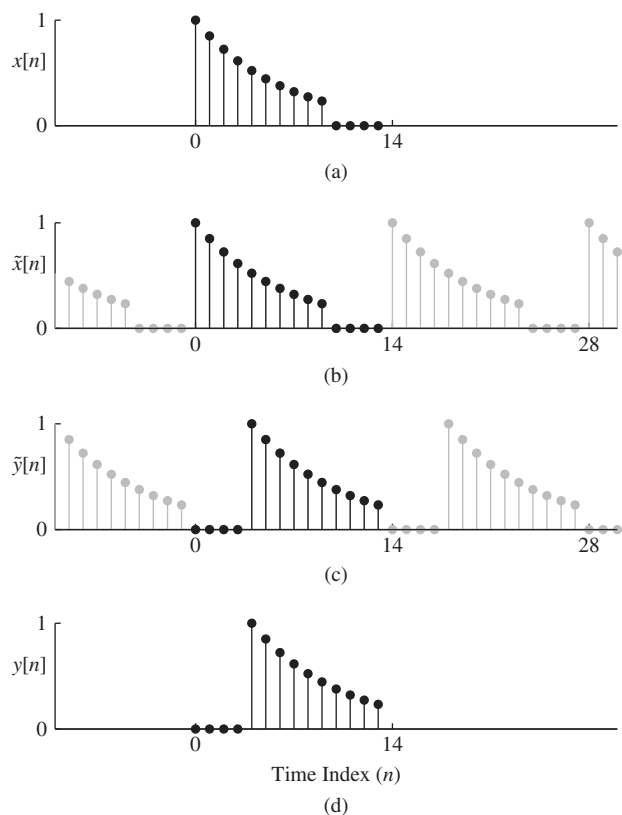 1
x[n]
0
0 14
(a)
1
x̃[n]
0
0 14 28
(b)
1
ỹ[n]
0
0 14 28
(c)
1
y[n]
0
0 14
Time Index (n)
(d)